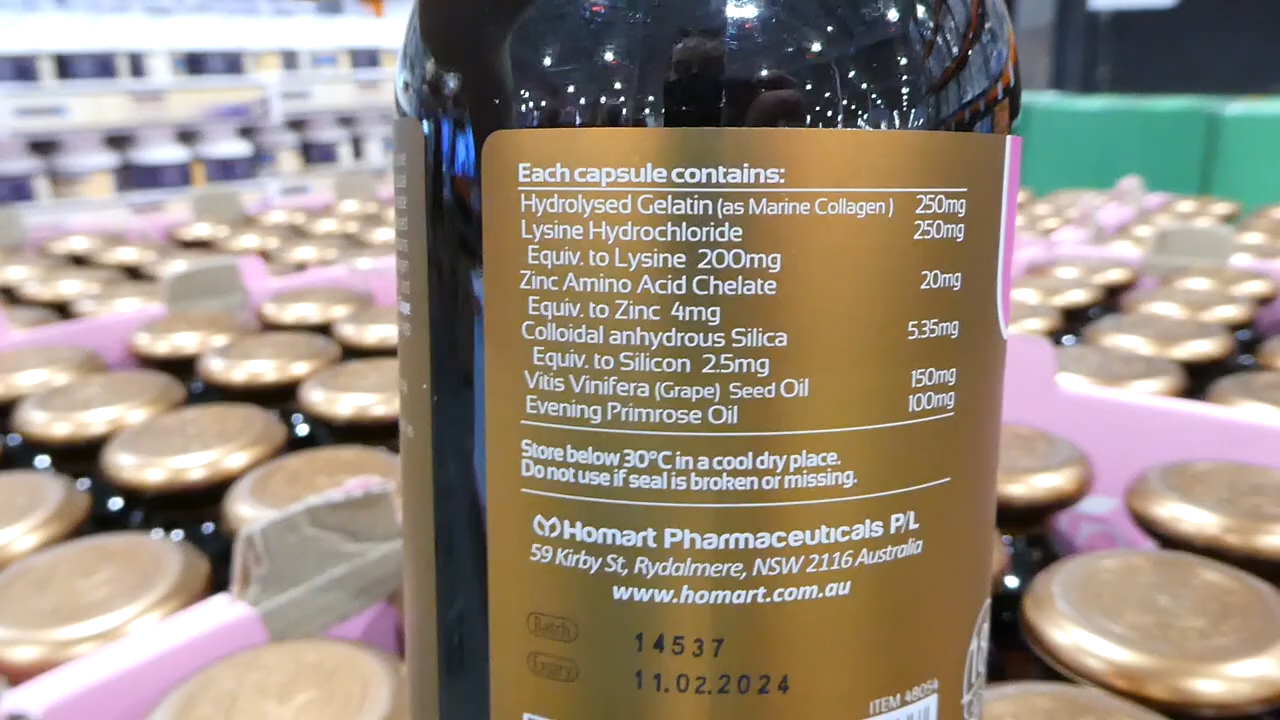 Each capsule contains:
Hydrolysed Gelatin (as Marine Collagen ) 250mg
Lysine Hydrochloride 250mg
Equiv. to Lysine 200mg
Zinc Amino Acid Chelate 20mg
Equiv. to Zinc 4mg
Colloidal anhydrous Silica 5.35mg
Equiv. to Silicon 2.5mg
Vitis Vinifera (Grape) Seed Oil 150mg
Evening Primrose Oil 100mg
Store below 30°C in a cool dry place.
Do not use if seal is broken or missing.
Homart Pharmaceuticals P/L
59 Kirby St, Rydalmere, NSW 2116 Australia
www.homart.com.au
Batch 14537
Expiry 11.02.2024
ITEM 48054